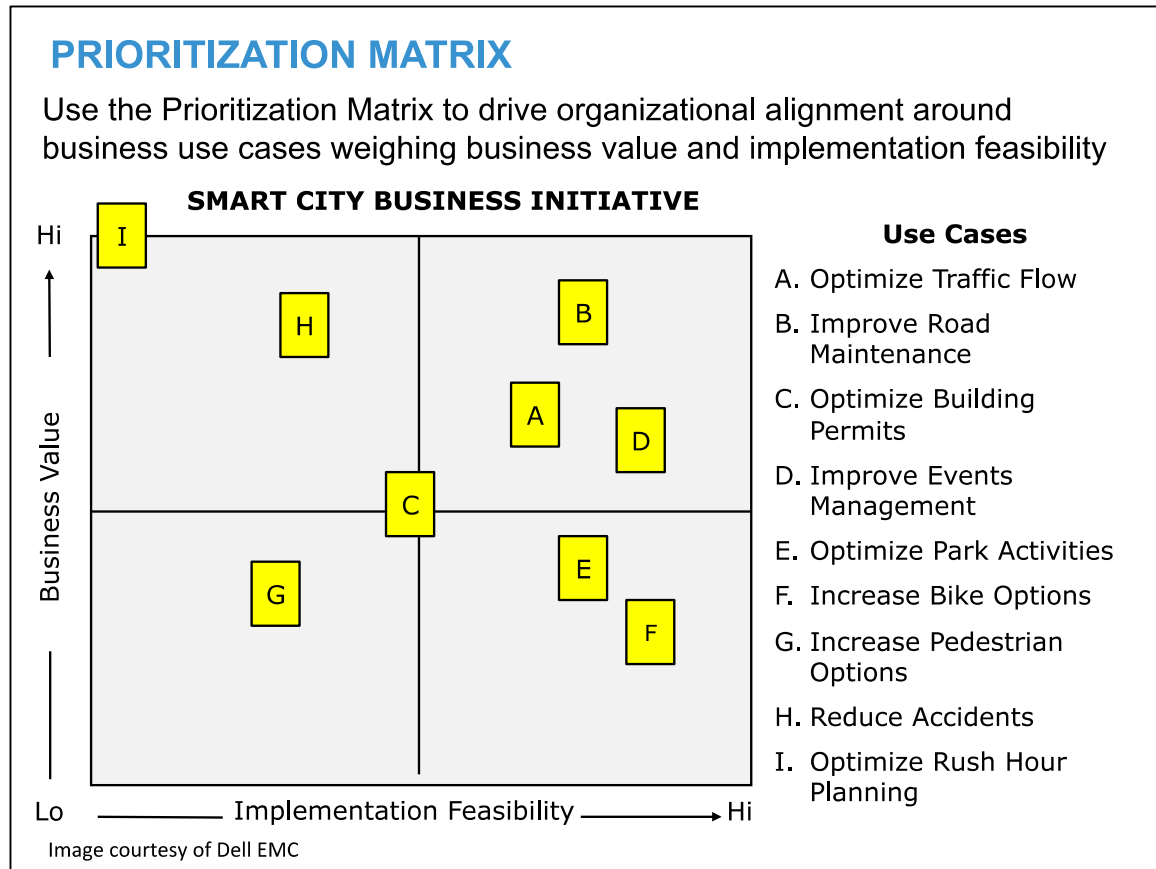 PRIORITIZATION MATRIX
Use the Prioritization Matrix to drive organizational alignment around
business use cases weighing business value and implementation feasibility
SMART CITY BUSINESS INITIATIVE
Hi
Business Value
Lo
I
H
B
A
D
C
G
E
F
Implementation Feasibility
Hi
Use Cases
A. Optimize Traffic Flow
B. Improve Road
Maintenance
C. Optimize Building
Permits
D. Improve Events
Management
E. Optimize Park Activities
F. Increase Bike Options
G. Increase Pedestrian
Options
H. Reduce Accidents
I. Optimize Rush Hour
Planning
Image courtesy of Dell EMC